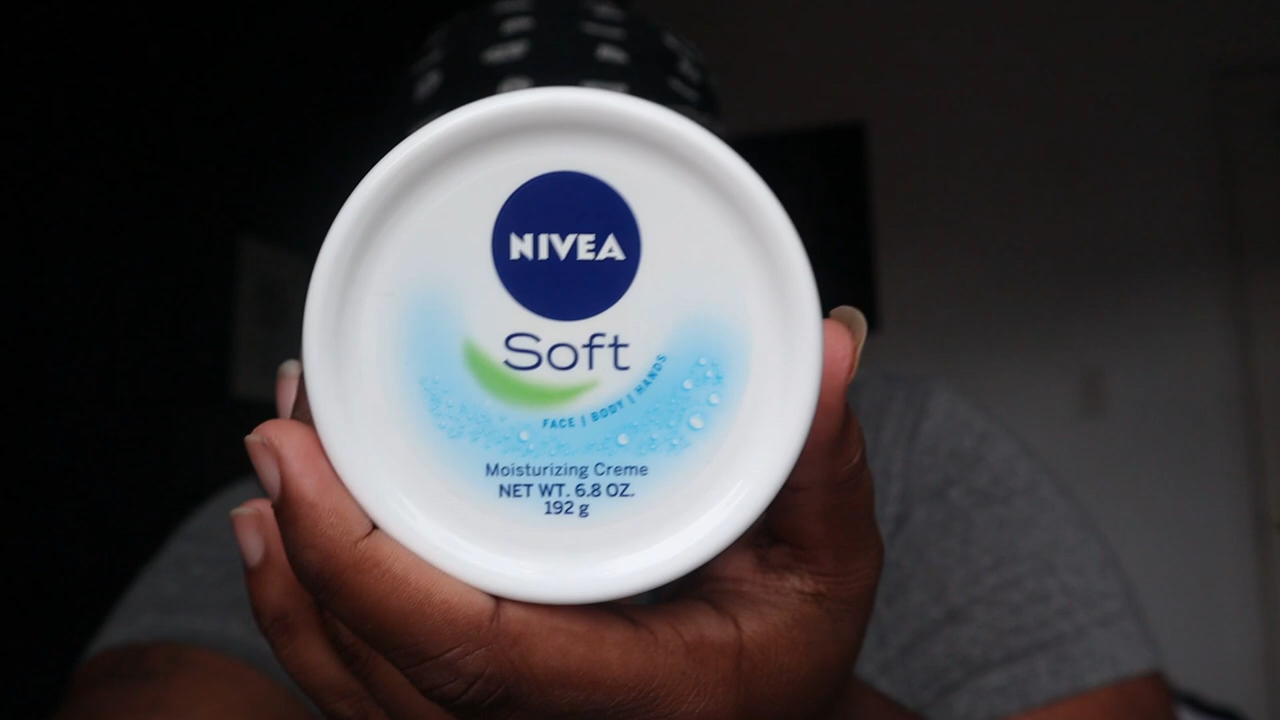 NIVEA
Soft
FACE | BODY | HANDS
Moisturizing Creme
NET WT. 6.8 OZ.
192 g